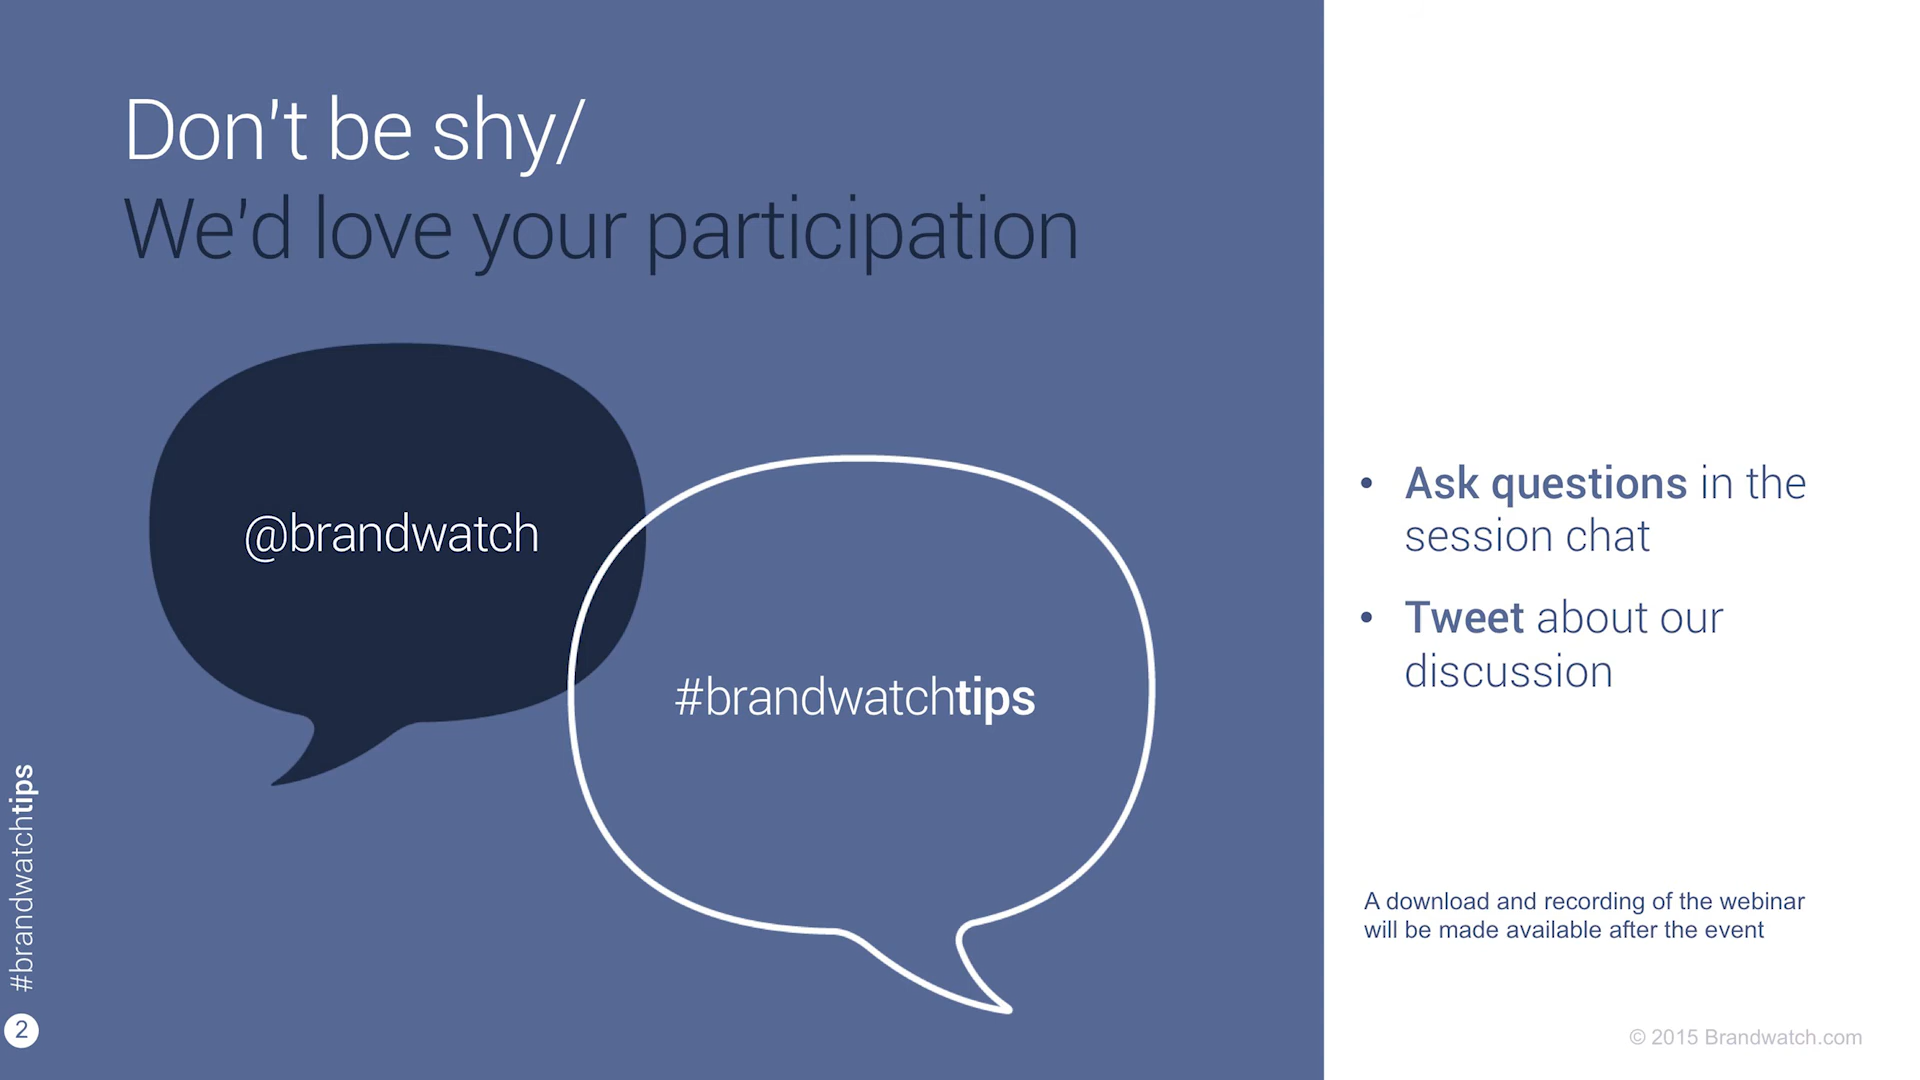 Don't be shy/
We'd love your participation
@brandwatch
#brandwatchtips
• Ask questions in the
session chat
• Tweet about our
discussion
A download and recording of the webinar
will be made available after the event
#brandwatchtips
2
© 2015 Brandwatch.com